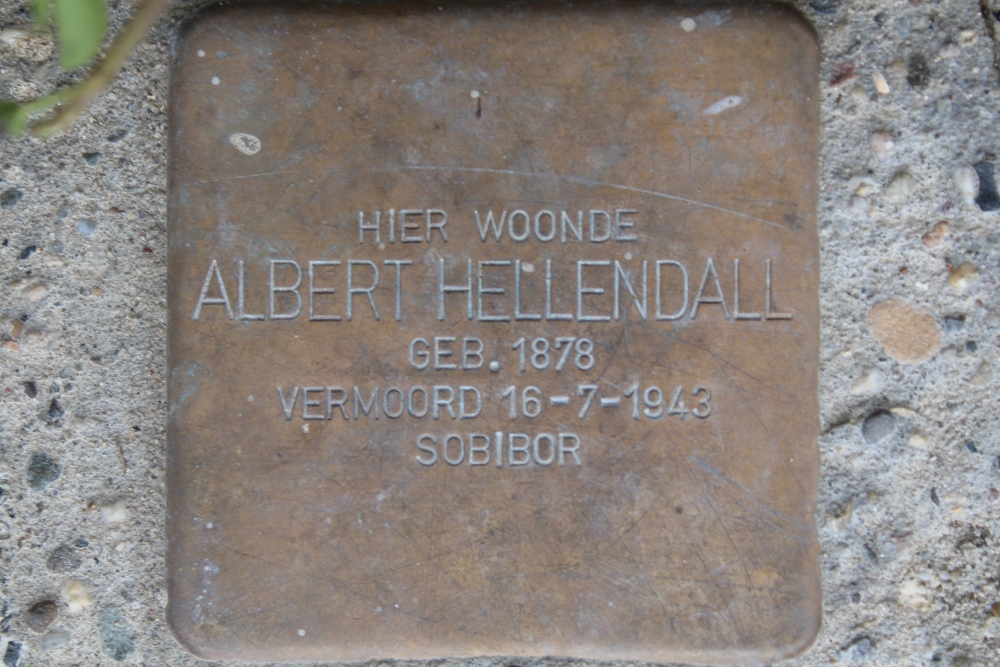 HIER WOONDE
ALBERT HELLENDALL
GEB. 1878
VERMOORD 16-7-1943
SOBIBOR